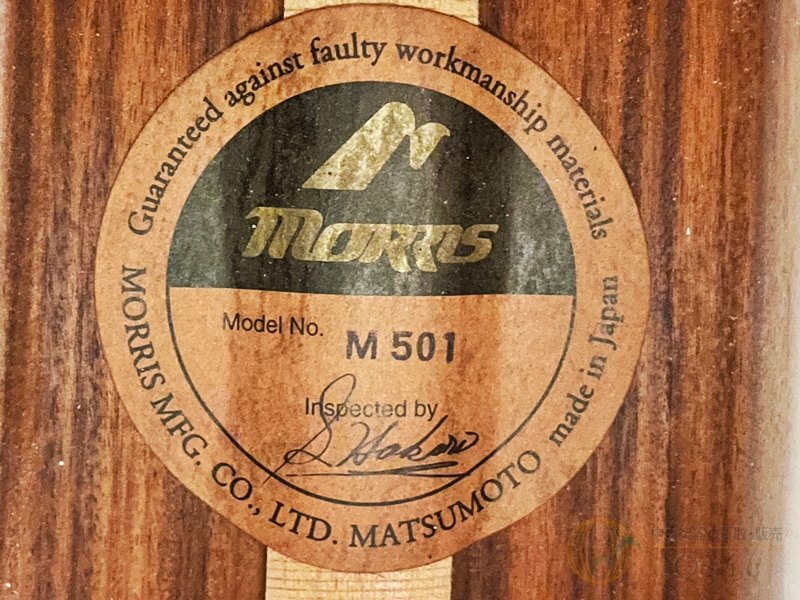 Guaranteed against faulty workmanship materials
MORRIS
Model No. M 501
Inspected by
MORRIS MFG. CO., LTD. MATSUMOTO made in Japan